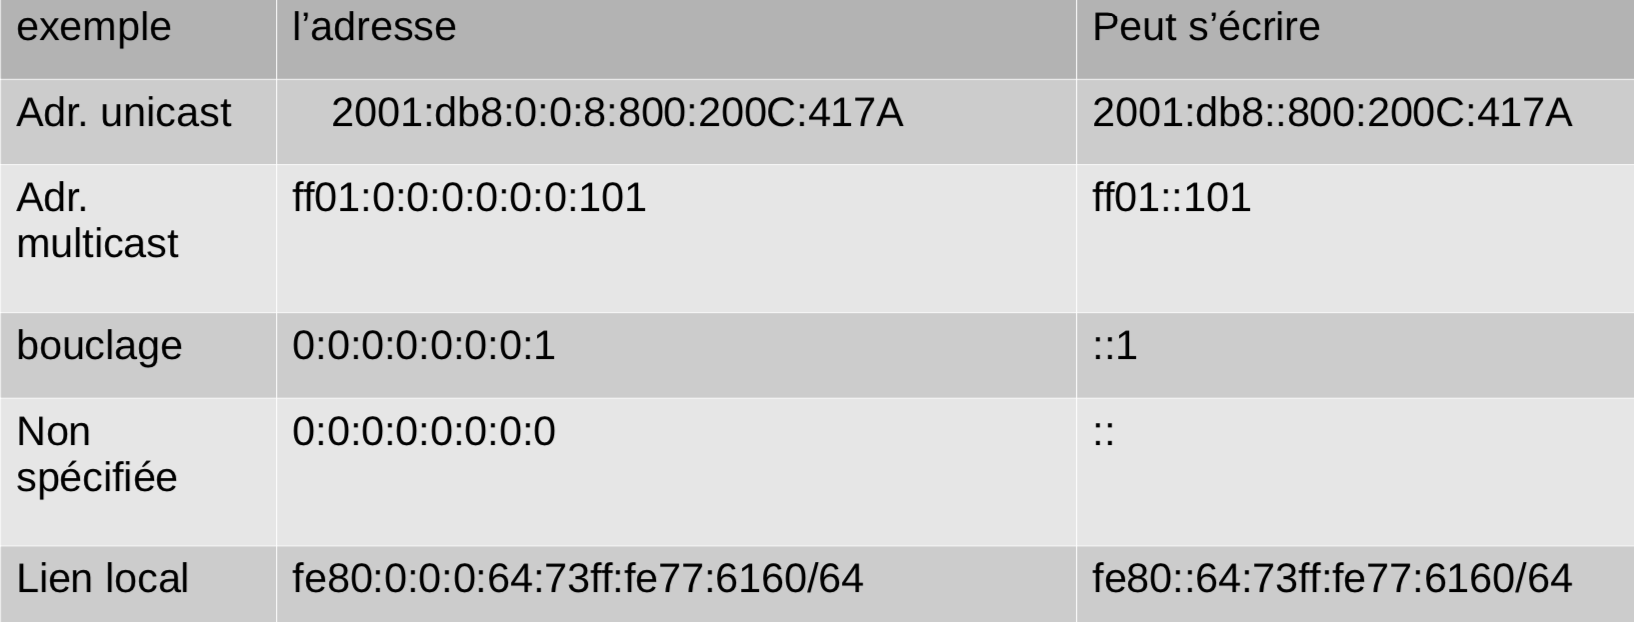 exemple
l’adresse
Peut s’écrire
Adr. unicast
2001:db8:0:0:8:800:200C:417A
2001:db8::800:200C:417A
Adr.
multicast
ff01:0:0:0:0:0:0:101
ff01::101
bouclage
0:0:0:0:0:0:0:1
::1
Non
spécifiée
0:0:0:0:0:0:0:0
::
Lien local
fe80:0:0:0:64:73ff:fe77:6160/64
fe80::64:73ff:fe77:6160/64